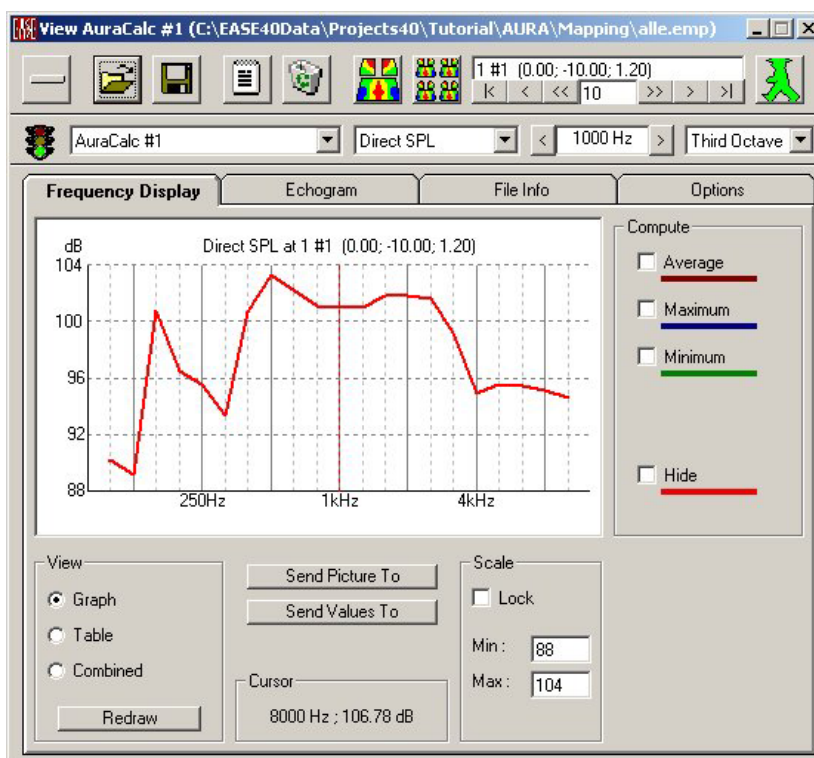 View AuraCalc #1 (C:\EASE40Data\Projects40\Tutorial\AURA\Mapping\alle.emp)
1 #1 (0.00; -10.00; 1.20)
|< < << 10 >> > >|
AuraCalc #1 Direct SPL < 1000 Hz > Third Octave
Frequency Display Echogram File Info Options
dB Direct SPL at 1 #1 (0.00; -10.00; 1.20)
104
100
96
92
88
250Hz 1kHz 4kHz
Compute
Average
Maximum
Minimum
Hide
View
Graph
Table
Combined
Redraw
Send Picture To
Send Values To
Cursor
8000 Hz ; 106.78 dB
Scale
Lock
Min : 88
Max : 104